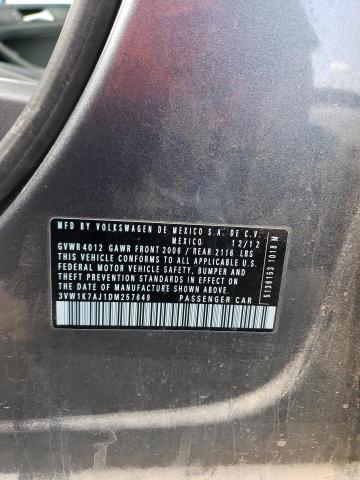 MFD BY VOLKSWAGEN DE MEXICO S.A. DE C.V.
MEXICO 12/12
GVWR 4012 GAWR FRONT 2006 / REAR 2116 LBS
THIS VEHICLE CONFORMS TO ALL APPLICABLE U.S.
FEDERAL MOTOR VEHICLE SAFETY, BUMPER AND
THEFT PREVENTION STANDARDS IN EFFECT ON
THE DATE OF MANUFACTURE SHOWN ABOVE
3VW1K7AJ1DM257649 PASSENGER CAR
5136153 1018 M